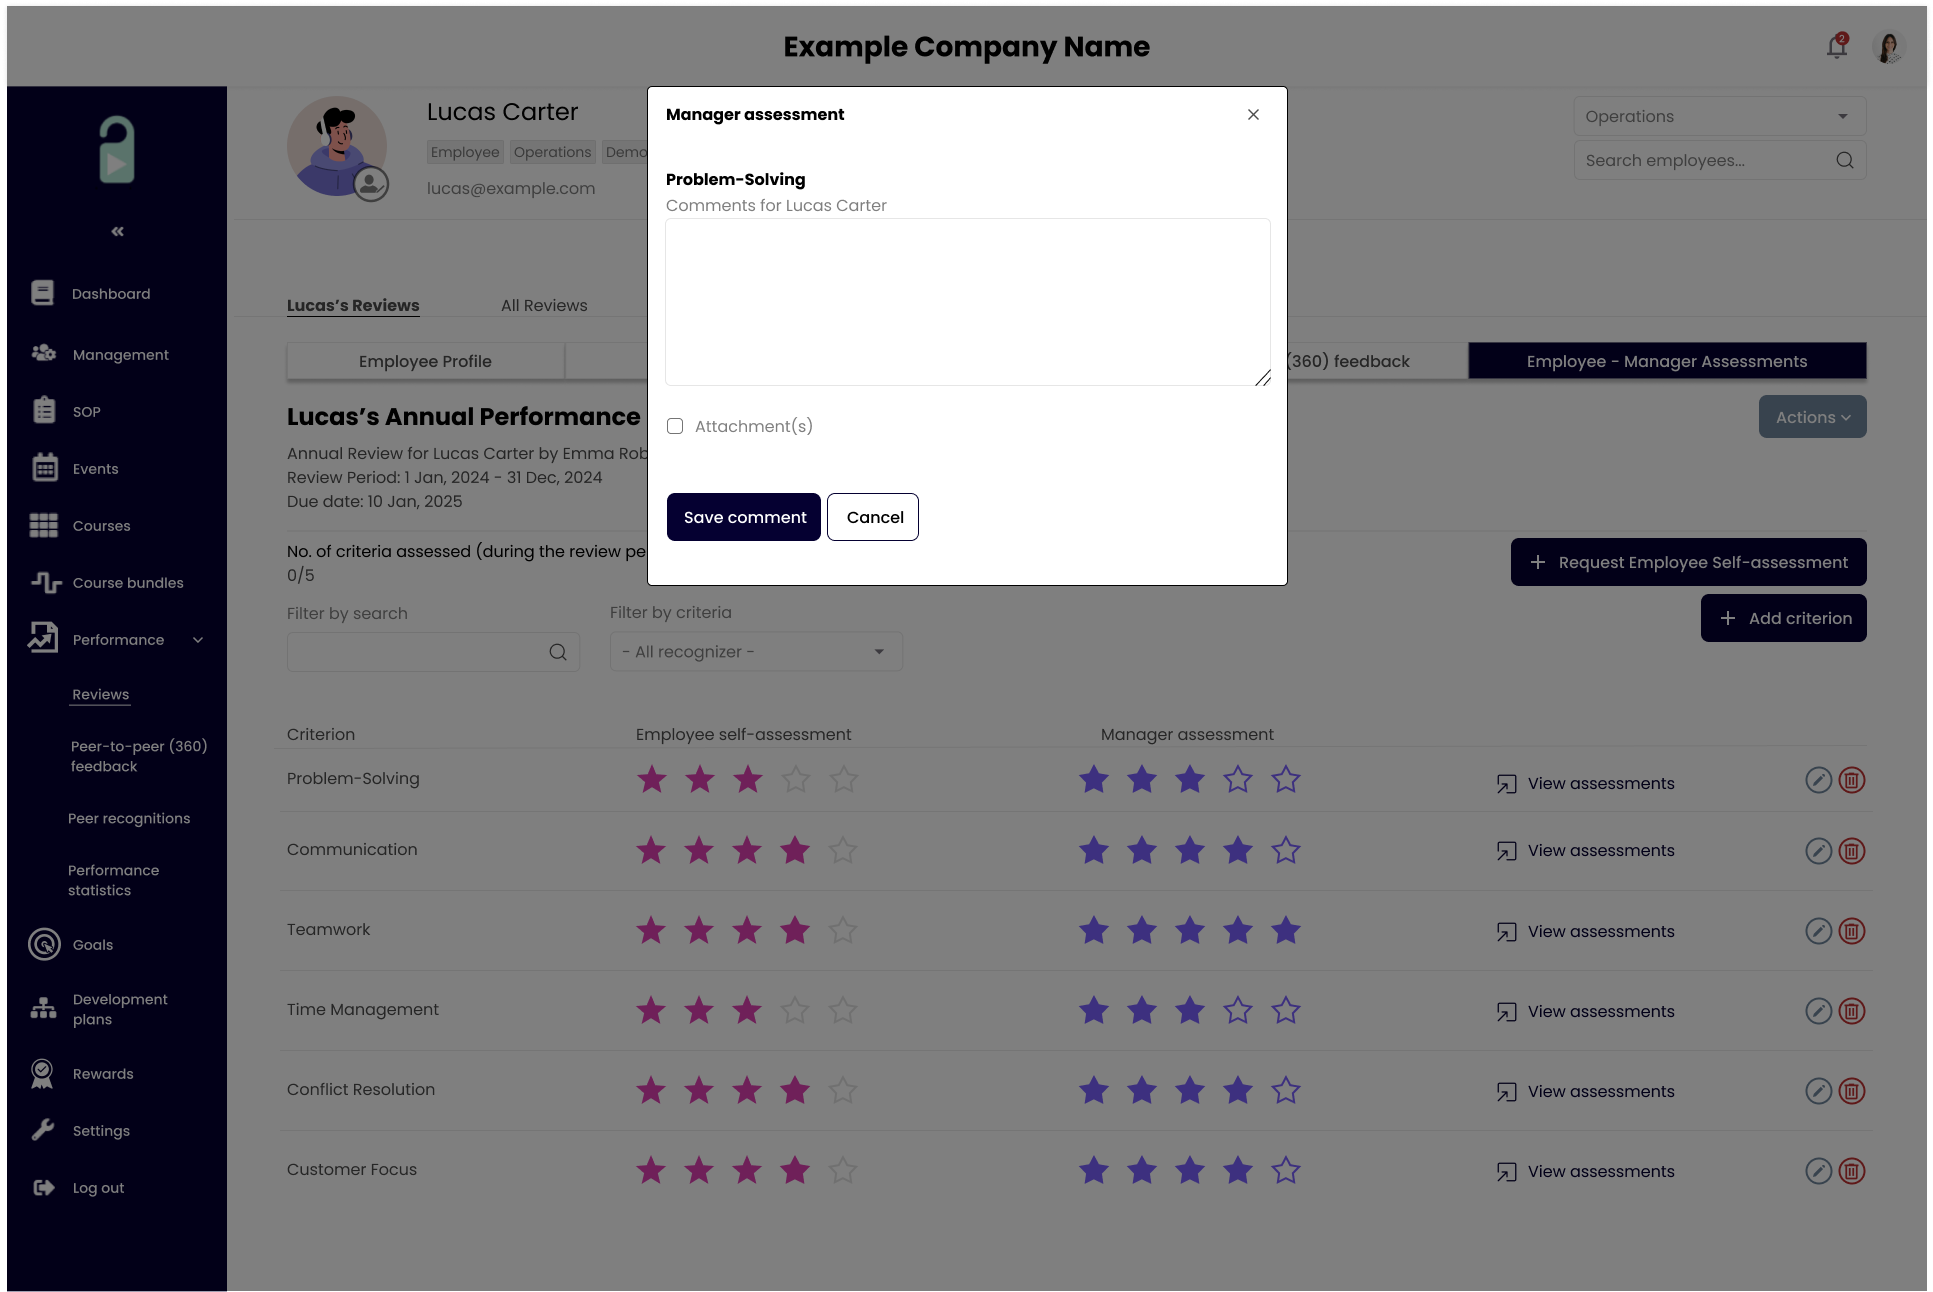 Example Company Name
2
Lucas Carter
Employee
Operations
Demo
lucas@example.com
Operations
Search employees...
Dashboard
Management
SOP
Events
Courses
Course bundles
Performance
Reviews
Peer-to-peer (360)
feedback
Peer recognitions
Performance
statistics
Goals
Development
plans
Rewards
Settings
Log out
Manager assessment
Problem-Solving
Comments for Lucas Carter
Attachment(s)
Save comment
Cancel
Lucas's Reviews
All Reviews
Employee Profile
(360) feedback
Employee - Manager Assessments
Lucas's Annual Performance
Actions
Annual Review for Lucas Carter by Emma Rob
Review Period: 1 Jan, 2024 - 31 Dec, 2024
Due date: 10 Jan, 2025
No. of criteria assessed (during the review pe
0/5
Request Employee Self-assessment
Add criterion
Filter by search
Filter by criteria
- All recognizer -
Criterion
Employee self-assessment
Manager assessment
Problem-Solving
View assessments
Communication
View assessments
Teamwork
View assessments
Time Management
View assessments
Conflict Resolution
View assessments
Customer Focus
View assessments